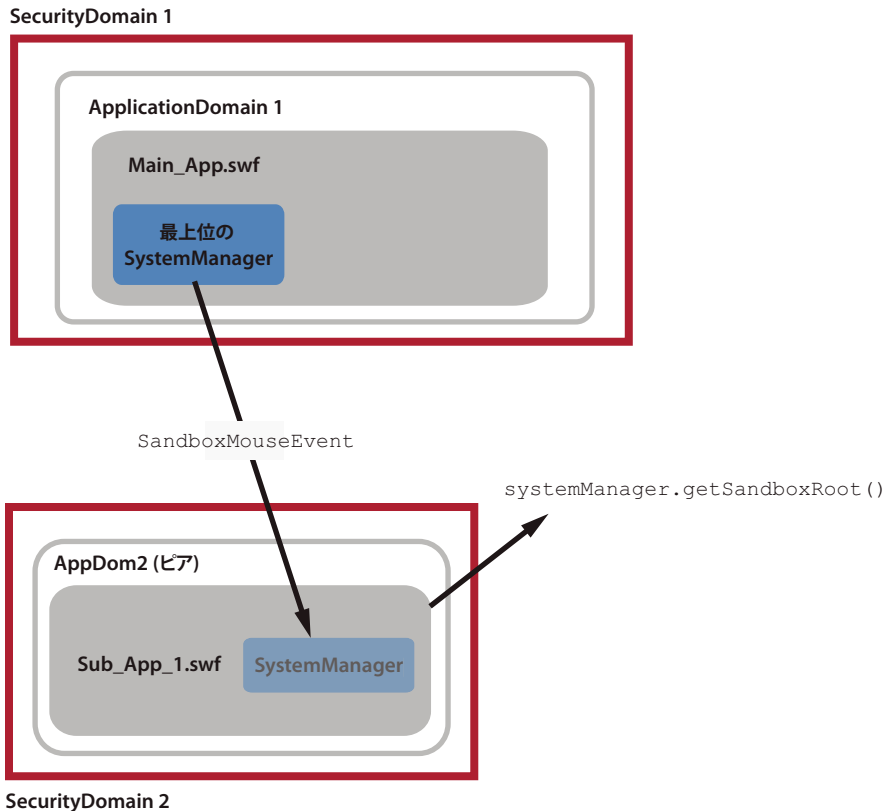 SecurityDomain 1
ApplicationDomain 1
Main_App.swf
最上位の
SystemManager
SandboxMouseEvent
systemManager.getSandboxRoot()
AppDom2 (ピア)
Sub_App_1.swf
SystemManager
SecurityDomain 2